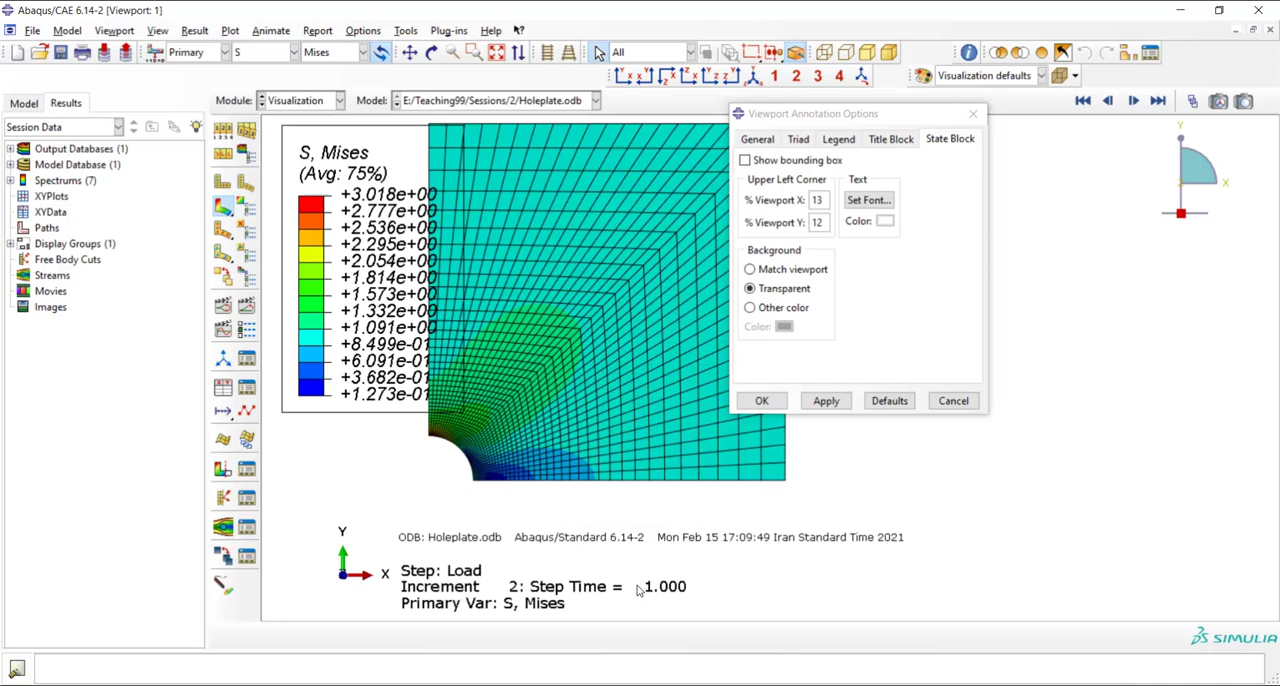 Abaqus/CAE 6.14-2 [Viewport: 1]
File Model Viewport View Result Plot Animate Report Options Tools Plug-ins Help
Primary S Mises All
1 2 3 4 Visualization defaults
Model Results Module: Visualization Model: E:/Teaching99/Sessions/2/Holeplate.odb
Session Data
Output Databases (1)
Model Database (1)
Spectrums (7)
XYPlots
XYData
Paths
Display Groups (1)
Free Body Cuts
Streams
Movies
Images
S, Mises
(Avg: 75%)
+3.018e+00
+2.777e+00
+2.536e+00
+2.295e+00
+2.054e+00
+1.814e+00
+1.573e+00
+1.332e+00
+1.091e+00
+8.499e-01
+6.091e-01
+3.682e-01
+1.273e-01
Viewport Annotation Options
General Triad Legend Title Block State Block
Show bounding box
Upper Left Corner Text
% Viewport X: 13 Set Font...
% Viewport Y: 12 Color:
Background
Match viewport
Transparent
Other color
Color:
OK Apply Defaults Cancel
Y
X
Z
Y
X
ODB: Holeplate.odb Abaqus/Standard 6.14-2 Mon Feb 15 17:09:49 Iran Standard Time 2021
Step: Load
Increment 2: Step Time = 1.000
Primary Var: S, Mises
SIMULIA